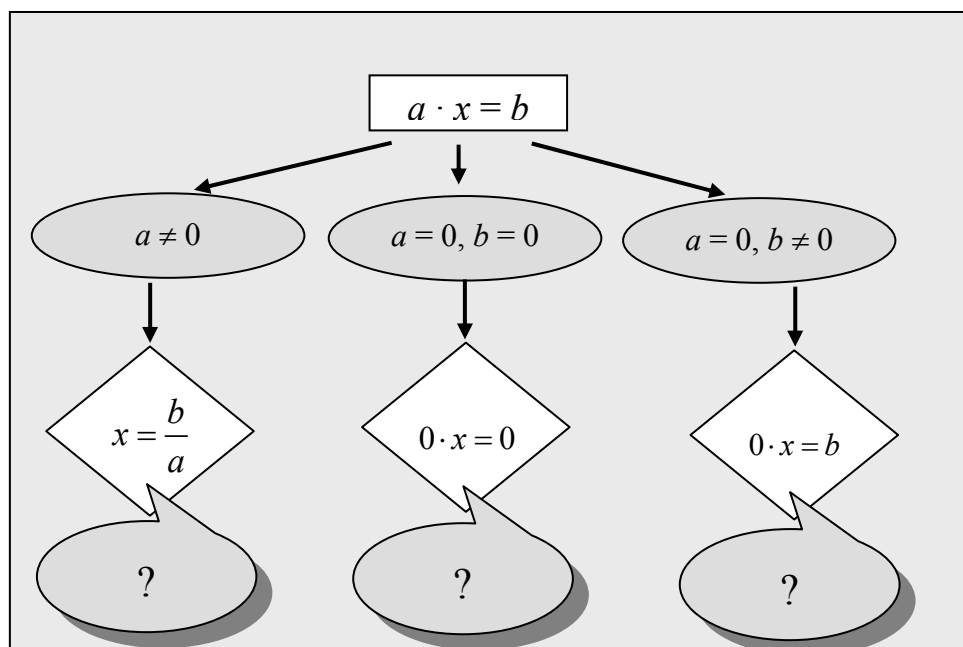 a · x = b
a ≠ 0
a = 0, b = 0
a = 0, b ≠ 0
x = b/a
0 · x = 0
0 · x = b
?
?
?